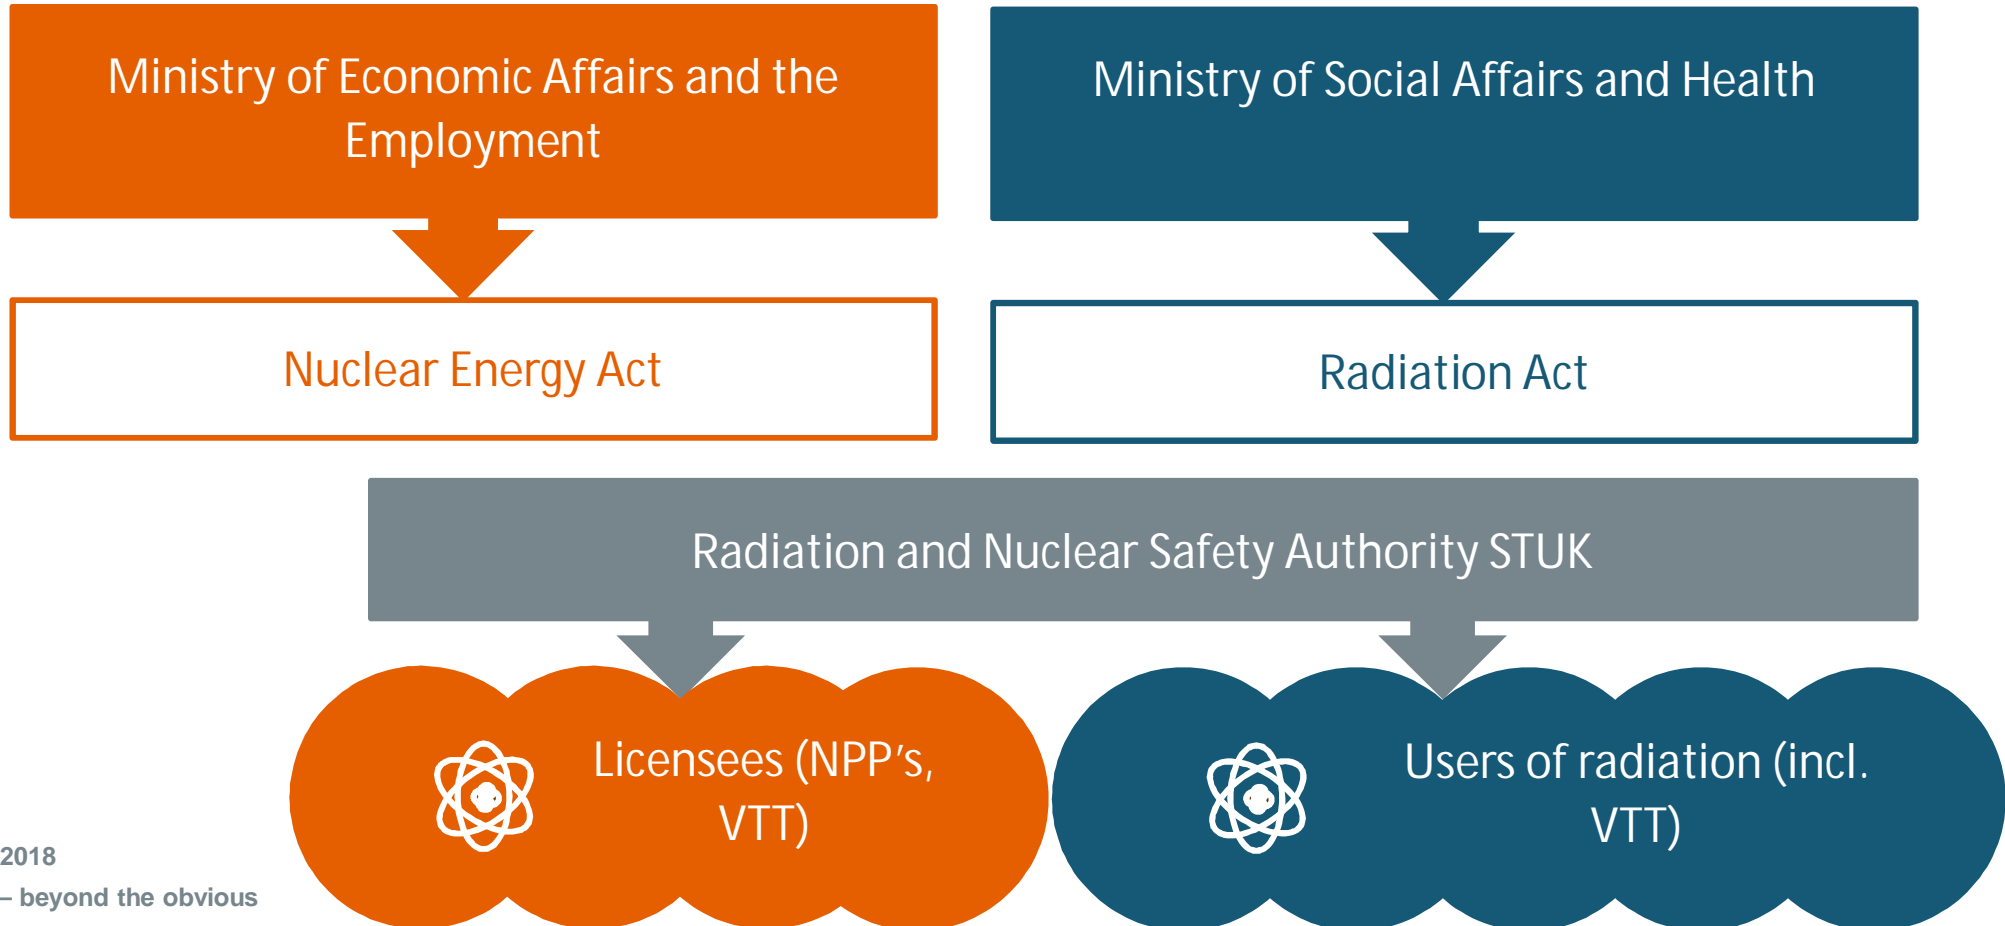 Ministry of Economic Affairs and the
Employment
Ministry of Social Affairs and Health
Nuclear Energy Act
Radiation Act
Radiation and Nuclear Safety Authority STUK
Licensees (NPP's,
VTT)
Users of radiation (incl.
VTT)
2018
– beyond the obvious